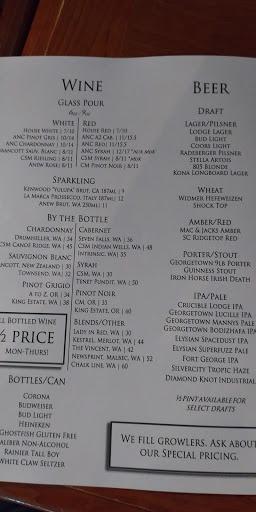 WINE
GLASS POUR
6oz / 9oz
WHITE
HOUSE WHITE | 7/10
ANC PINOT GRIS | 10/14
ANC CHARDONNAY | 10/14
SAUV. BLANC | 8/11
CSM RIESLING | 8/11
ANEW ROSE | 8/11
RED
HOUSE RED | 7/10
ANC A2 CAB. | 11/15.5
ANC RED | 11/15.5
ANC SYRAH | 12/17
CSM SYRAH | 8/11
CSM PINOT NOIR | 8/11
SPARKLING
KENWOOD "YULUPA" BRUT, CA 187ML | 9
LA MARCA PROSECCO, ITALY 187ML | 12
ANEW BRUT, WA 250ML | 11
BY THE BOTTLE
CHARDONNAY
DRUMHELLER, WA | 34
CSM CANOE RIDGE, WA | 45
SAUVIGNON BLANC
NEW ZEALAND | 30
TOWNSEND, WA | 32
PINOT GRIGIO
A TO Z, OR | 34
KING ESTATE, OR | 38
ALL BOTTLED WINE
½ PRICE
MON-THURS!
CABERNET
SEVEN FALLS, WA | 36
CSM INDIAN WELLS, WA | 48
INTRINSIC, WA | 35
SYRAH
CSM, WA | 30
TENET PUNDIT, WA | 50
PINOT NOIR
CM, OR | 35
KING ESTATE, OR | 60
BLENDS/OTHER
LADY IN RED, WA | 30
KESTREL, MERLOT, WA | 44
THE VINCENT, WA | 42
NEWSPRINT, MALBEC, WA | 52
CHALK LINE, WA | 60
BOTTLES/CAN
CORONA
BUDWEISER
BUD LIGHT
HEINEKEN
GHOSTFISH GLUTEN FREE
KALIBER NON-ALCOHOL
RAINIER TALL BOY
WHITE CLAW SELTZER
BEER
DRAFT
LAGER/PILSNER
LODGE LAGER
BUD LIGHT
COORS LIGHT
RADEBERGER PILSNER
STELLA ARTOIS
805 BLONDE
KONA LONGBOARD LAGER
WHEAT
WIDMER HEFEWEIZEN
SHOCK TOP
AMBER/RED
MAC & JACKS AMBER
SC RIDGETOP RED
PORTER/STOUT
GEORGETOWN 9LB PORTER
GUINNESS STOUT
IRON HORSE IRISH DEATH
IPA/PALE
CRUCIBLE LODGE IPA
GEORGETOWN LUCILLE IPA
GEORGETOWN MANNYS PALE
GEORGETOWN BODIZHAFA IPA
ELYSIAN SPACEDUST IPA
ELYSIAN SUPERFUZZ PALE
FORT GEORGE IPA
SILVERCITY TROPIC HAZE
DIAMOND KNOT INDUSTRIAL
½ PINT AVAILABLE FOR
SELECT DRAFTS
WE FILL GROWLERS. ASK ABOUT
OUR SPECIAL PRICING.